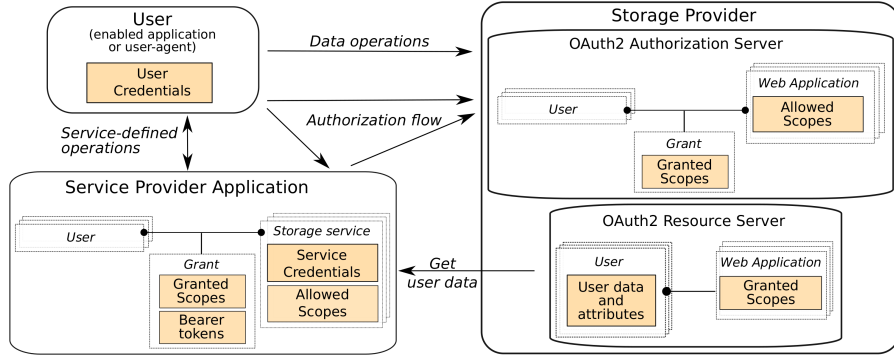 User
(enabled application
or user-agent)
User
Credentials
Data operations
Authorization flow
Service-defined
operations
Storage Provider
OAuth2 Authorization Server
User
Web Application
Allowed
Scopes
Grant
Granted
Scopes
Service Provider Application
User
Storage service
Service
Credentials
Allowed
Scopes
Grant
Granted
Scopes
Bearer
tokens
Get
user data
OAuth2 Resource Server
User
User data
and
attributes
Web Application
Granted
Scopes